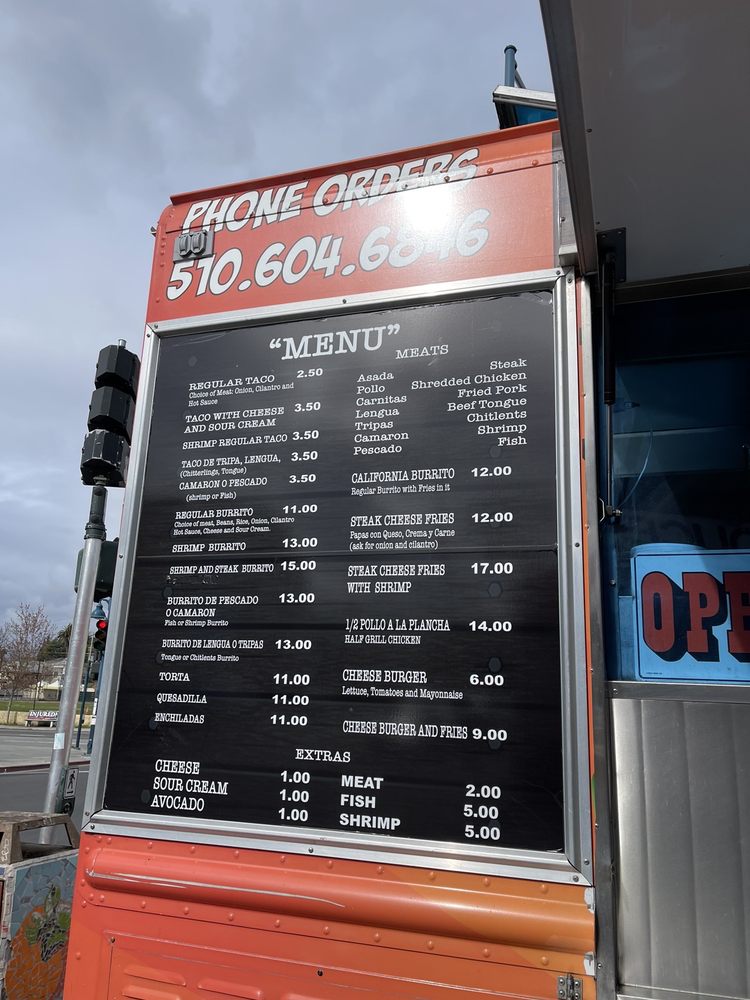 PHONE ORDERS
510.604.6846
"MENU"
REGULAR TACO 2.50
Choice of Meat: Onion, Cilantro and
Hot Sauce
TACO WITH CHEESE 3.50
AND SOUR CREAM
SHRIMP REGULAR TACO 3.50
TACO DE TRIPA, LENGUA, 3.50
(Chitterlings, Tongue)
CAMARON O PESCADO 3.50
(shrimp or Fish)
REGULAR BURRITO 11.00
Choice of meat, Beans, Rice, Onion, Cilantro
Hot Sauce, Cheese and Sour Cream.
SHRIMP BURRITO 13.00
SHRIMP AND STEAK BURRITO 15.00
BURRITO DE PESCADO 13.00
O CAMARON
Fish or Shrimp Burrito
BURRITO DE LENGUA O TRIPAS 13.00
Tongue or Chitlents Burrito
TORTA 11.00
QUESADILLA 11.00
ENCHILADAS 11.00
MEATS
Asada Steak
Pollo Shredded Chicken
Carnitas Fried Pork
Lengua Beef Tongue
Tripas Chitlents
Camaron Shrimp
Pescado Fish
CALIFORNIA BURRITO 12.00
Regular Burrito with Fries in it
STEAK CHEESE FRIES 12.00
Papas con Queso, Crema y Carne
(ask for onion and cilantro)
STEAK CHEESE FRIES 17.00
WITH SHRIMP
1/2 POLLO A LA PLANCHA 14.00
HALF GRILL CHICKEN
CHEESE BURGER 6.00
Lettuce, Tomatoes and Mayonnaise
CHEESE BURGER AND FRIES 9.00
EXTRAS
CHEESE 1.00
SOUR CREAM 1.00
AVOCADO 1.00
MEAT 2.00
FISH 5.00
SHRIMP 5.00
OPE
INJURED